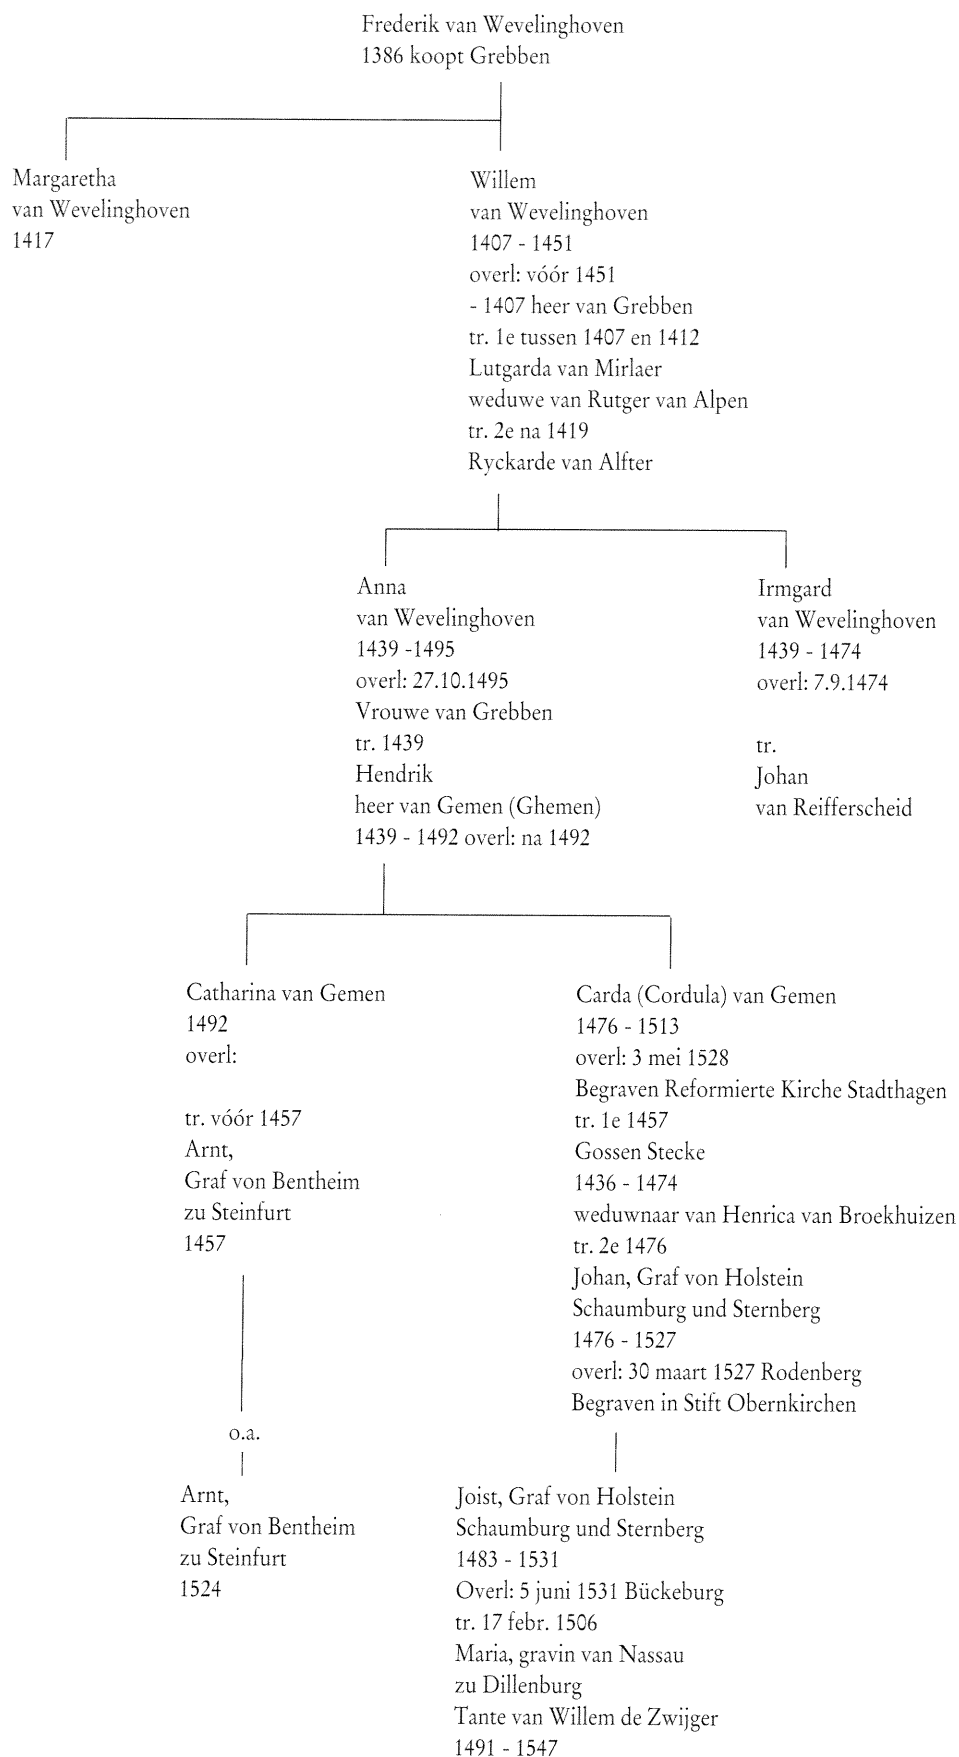 Frederik van Wevelinghoven
1386 koopt Grebben
Margaretha
van Wevelinghoven
1417
Willem
van Wevelinghoven
1407 - 1451
overl: vóór 1451
- 1407 heer van Grebben
tr. 1e tussen 1407 en 1412
Lutgarda van Mirlaer
weduwe van Rutger van Alpen
tr. 2e na 1419
Ryckarde van Alfter
Anna
van Wevelinghoven
1439 -1495
overl: 27.10.1495
Vrouwe van Grebben
tr. 1439
Hendrik
heer van Gemen (Ghemen)
1439 - 1492 overl: na 1492
Irmgard
van Wevelinghoven
1439 - 1474
overl: 7.9.1474
tr.
Johan
van Reifferscheid
Catharina van Gemen
1492
overl:
tr. vóór 1457
Arnt,
Graf von Bentheim
zu Steinfurt
1457
o.a.
Arnt,
Graf von Bentheim
zu Steinfurt
1524
Carda (Cordula) van Gemen
1476 - 1513
overl: 3 mei 1528
Begraven Reformierte Kirche Stadthagen
tr. 1e 1457
Gossen Stecke
1436 - 1474
weduwnaar van Henrica van Broekhuizen
tr. 2e 1476
Johan, Graf von Holstein
Schaumburg und Sternberg
1476 - 1527
overl: 30 maart 1527 Rodenberg
Begraven in Stift Obernkirchen
Joist, Graf von Holstein
Schaumburg und Sternberg
1483 - 1531
Overl: 5 juni 1531 Bückeburg
tr. 17 febr. 1506
Maria, gravin van Nassau
zu Dillenburg
Tante van Willem de Zwijger
1491 - 1547